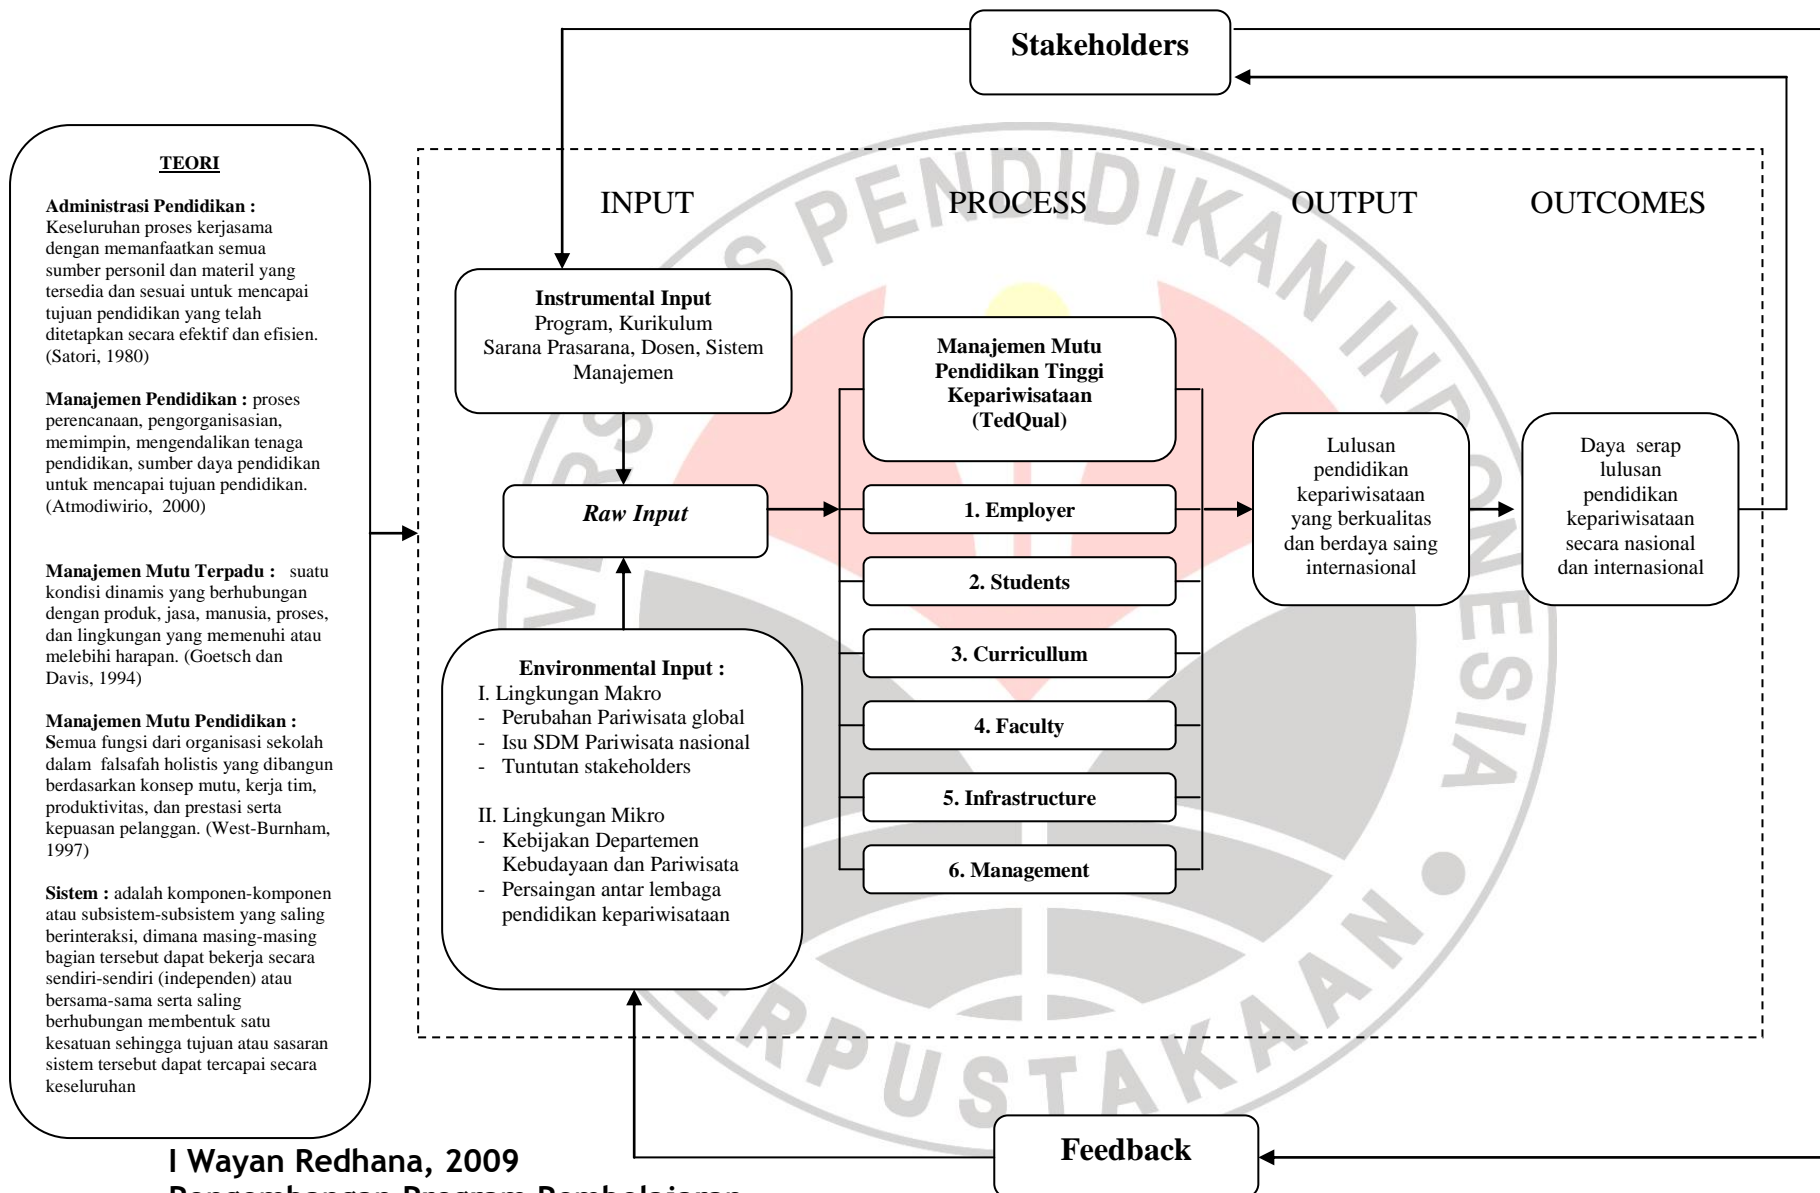 Stakeholders
TEORI
Administrasi Pendidikan :
Keseluruhan proses kerjasama
dengan memanfaatkan semua
sumber personil dan materil yang
tersedia dan sesuai untuk mencapai
tujuan pendidikan yang telah
ditetapkan secara efektif dan efisien.
(Satori, 1980)
Manajemen Pendidikan : proses
perencanaan, pengorganisasian,
memimpin, mengendalikan tenaga
pendidikan, sumber daya pendidikan
untuk mencapai tujuan pendidikan.
(Atmodiwirio, 2000)
Manajemen Mutu Terpadu : suatu
kondisi dinamis yang berhubungan
dengan produk, jasa, manusia, proses,
dan lingkungan yang memenuhi atau
melebihi harapan. (Goetsch dan
Davis, 1994)
Manajemen Mutu Pendidikan :
Semua fungsi dari organisasi sekolah
dalam falsafah holistis yang dibangun
berdasarkan konsep mutu, kerja tim,
produktivitas, dan prestasi serta
kepuasan pelanggan. (West-Burnham,
1997)
Sistem : adalah komponen-komponen
atau subsistem-subsistem yang saling
berinteraksi, dimana masing-masing
bagian tersebut dapat bekerja secara
sendiri-sendiri (independen) atau
bersama-sama serta saling
berhubungan membentuk satu
kesatuan sehingga tujuan atau sasaran
sistem tersebut dapat tercapai secara
keseluruhan
INPUT
PROCESS
OUTPUT
OUTCOMES
Instrumental Input
Program, Kurikulum
Sarana Prasarana, Dosen, Sistem
Manajemen
Raw Input
Environmental Input :
I. Lingkungan Makro
- Perubahan Pariwisata global
- Isu SDM Pariwisata nasional
- Tuntutan stakeholders
II. Lingkungan Mikro
- Kebijakan Departemen
Kebudayaan dan Pariwisata
- Persaingan antar lembaga
pendidikan kepariwisataan
Manajemen Mutu
Pendidikan Tinggi
Kepariwisataan
(TedQual)
1. Employer
2. Students
3. Curricullum
4. Faculty
5. Infrastructure
6. Management
Lulusan
pendidikan
kepariwisataan
yang berkualitas
dan berdaya saing
internasional
Daya serap
lulusan
pendidikan
kepariwisataan
secara nasional
dan internasional
Feedback
I Wayan Redhana, 2009
Pengembangan Program Pembelajaran
PENDIDIKAN INDONESIA